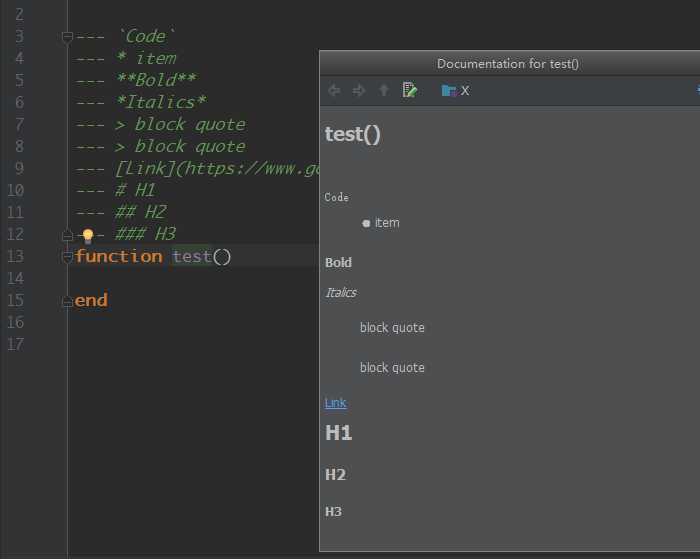 2
3 --- `Code`
4 --- * item
5 --- **Bold**
6 --- *Italics*
7 --- > block quote
8 --- > block quote
9 --- [Link](https://www.go
10 --- # H1
11 --- ## H2
12 --- ### H3
13 function test()
14
15 end
16
17
Documentation for test()
X
test()
Code
item
Bold
Italics
block quote
block quote
Link
H1
H2
H3